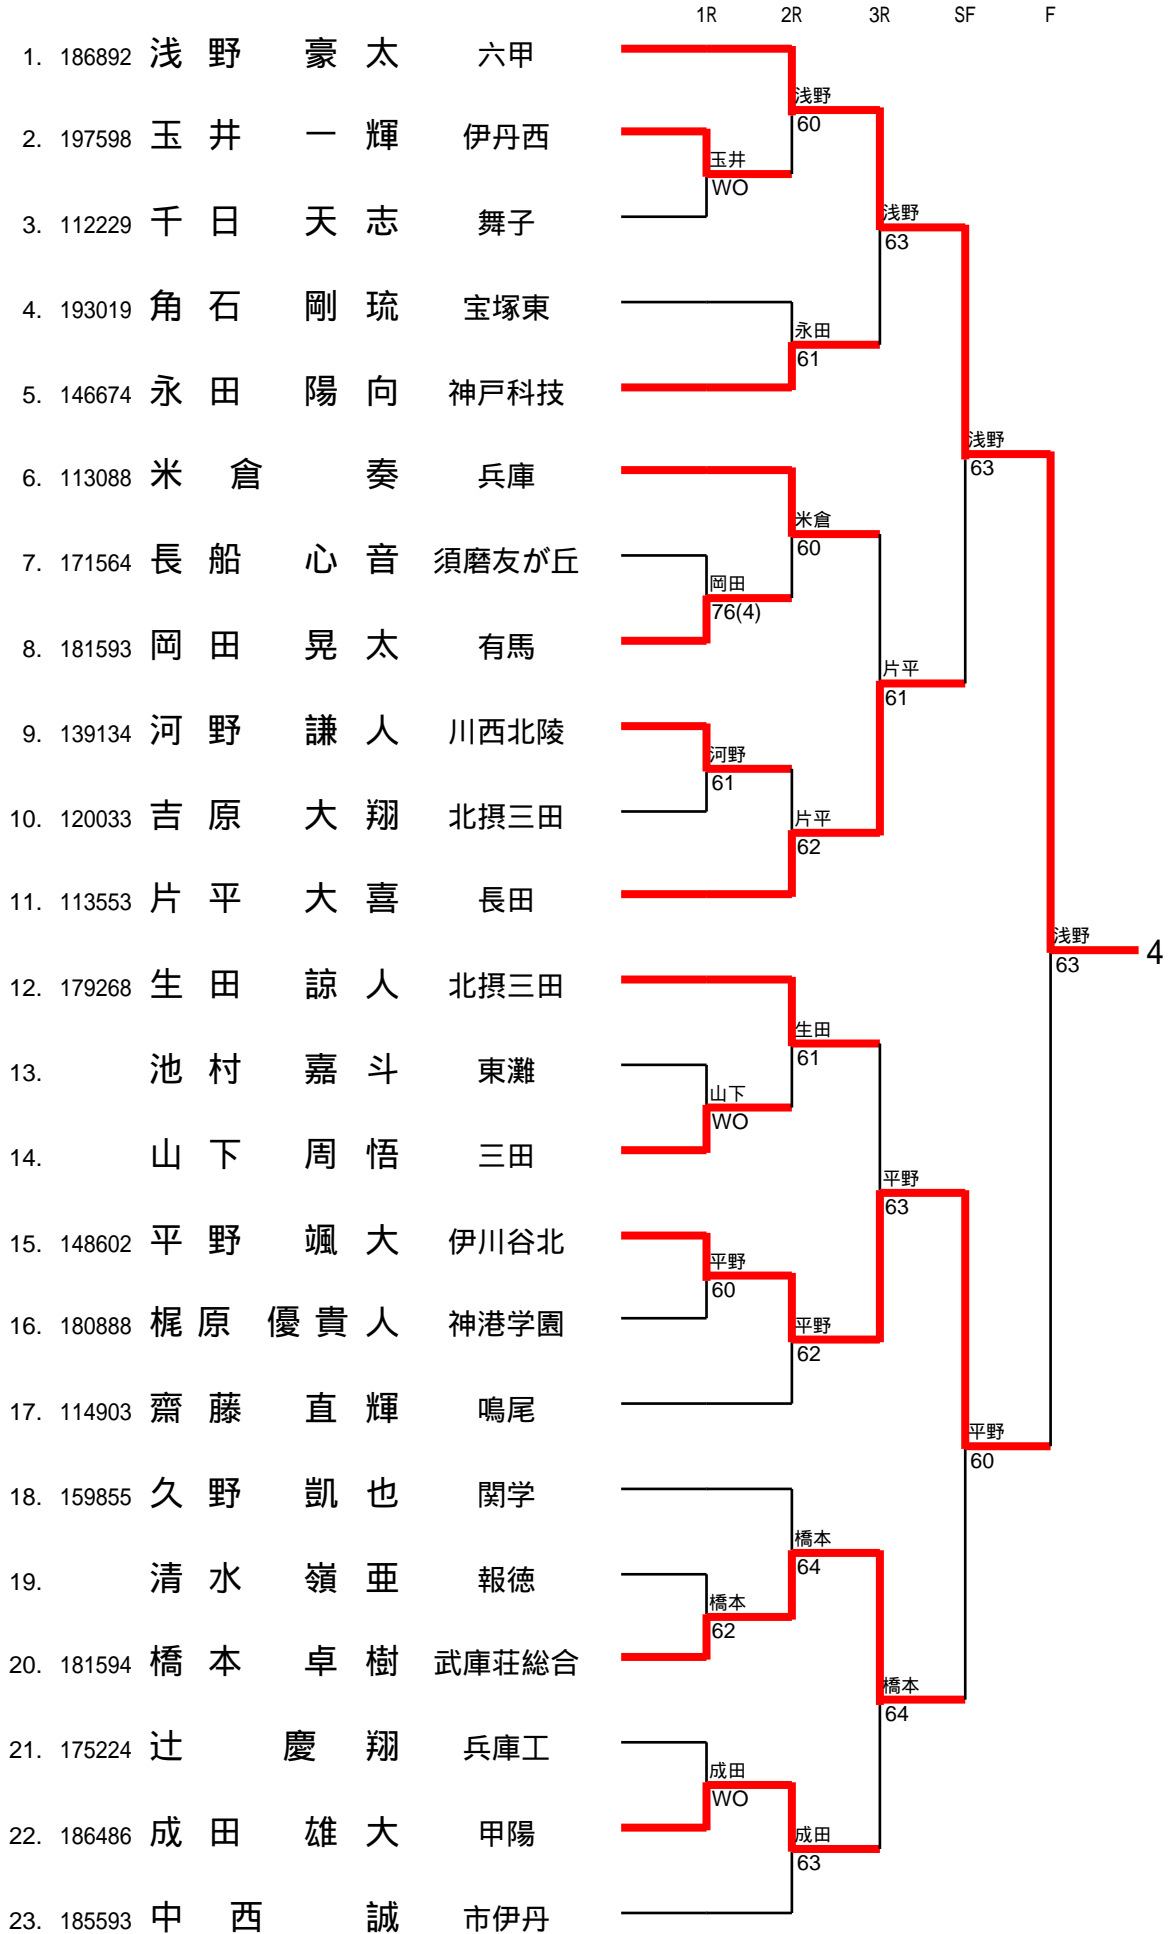 1R 2R 3R SF F
1. 186892 浅野 豪太 六甲
浅野
60
2. 197598 玉井 一輝 伊丹西
玉井
WO
3. 112229 千日 天志 舞子
浅野
63
4. 193019 角石 剛琉 宝塚東
永田
61
5. 146674 永田 陽向 神戸科技
浅野
63
6. 113088 米倉 奏 兵庫
米倉
60
7. 171564 長船 心音 須磨友が丘
岡田
76(4)
8. 181593 岡田 晃太 有馬
片平
61
9. 139134 河野 謙人 川西北陵
河野
61
10. 120033 吉原 大翔 北摂三田
片平
62
11. 113553 片平 大喜 長田
浅野
63
4
12. 179268 生田 諒人 北摂三田
生田
61
13. 池村 嘉斗 東灘
山下
WO
14. 山下 周悟 三田
平野
63
15. 148602 平野 颯大 伊川谷北
平野
60
16. 180888 梶原 優貴人 神港学園
平野
62
17. 114903 齋藤 直輝 鳴尾
平野
60
18. 159855 久野 凱也 関学
橋本
64
19. 清水 嶺亜 報徳
橋本
62
20. 181594 橋本 卓樹 武庫荘総合
橋本
64
21. 175224 辻 慶翔 兵庫工
成田
WO
22. 186486 成田 雄大 甲陽
成田
63
23. 185593 中西 誠 市伊丹